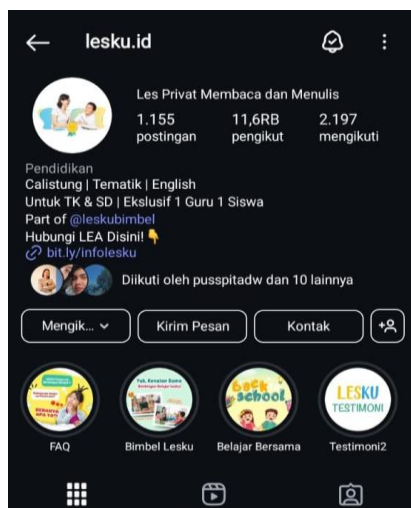 lesku.id
Les Privat Membaca dan Menulis
1.155 11,6RB 2.197
postingan pengikut mengikuti
Pendidikan
Calistung | Tematik | English
Untuk TK & SD | Ekslusif 1 Guru 1 Siswa
Part of @leskubimbel
Hubungi LEA Disini! 👇
bit.ly/infolesku
Diikuti oleh pusspitadw dan 10 lainnya
Mengik... Kirim Pesan Kontak
back
school
LESKU
TESTIMONI
FAQ Bimbel Lesku Belajar Bersama Testimoni2